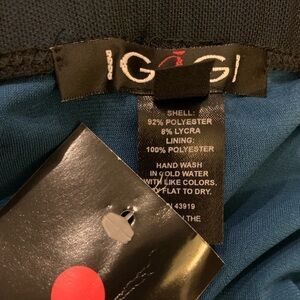 IGIGI
SHELL:
92% POLYESTER
8% LYCRA
LINING:
100% POLYESTER
HAND WASH
IN COLD WATER
WITH LIKE COLORS,
FLAT TO DRY.
N 43919
THE